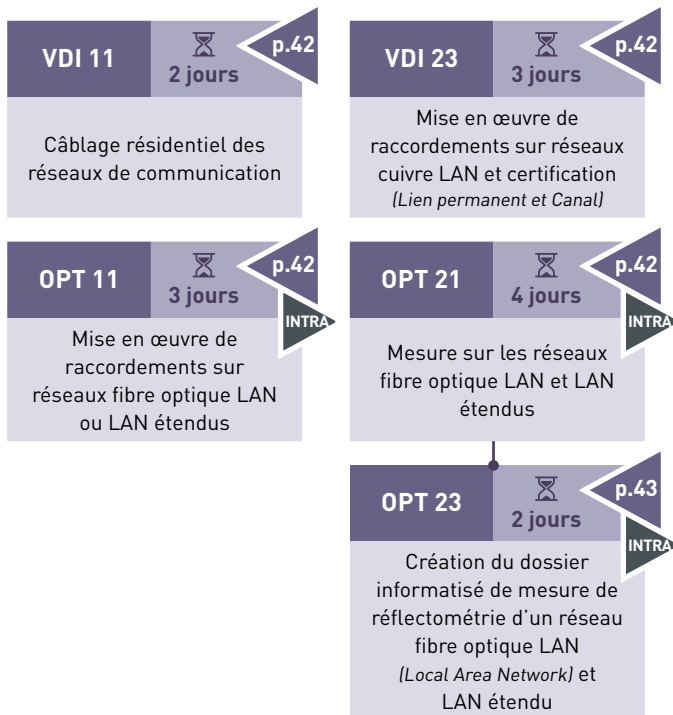 VDI 11
2 jours
p.42
Câblage résidentiel des
réseaux de communication
VDI 23
3 jours
p.42
Mise en œuvre de
raccordements sur réseaux
cuivre LAN et certification
(Lien permanent et Canal)
OPT 11
3 jours
p.42
INTRA
Mise en œuvre de
raccordements sur
réseaux fibre optique LAN
ou LAN étendus
OPT 21
4 jours
p.42
INTRA
Mesure sur les réseaux
fibre optique LAN et LAN
étendus
OPT 23
2 jours
p.43
INTRA
Création du dossier
informatisé de mesure de
réflectométrie d’un réseau
fibre optique LAN
(Local Area Network) et
LAN étendu